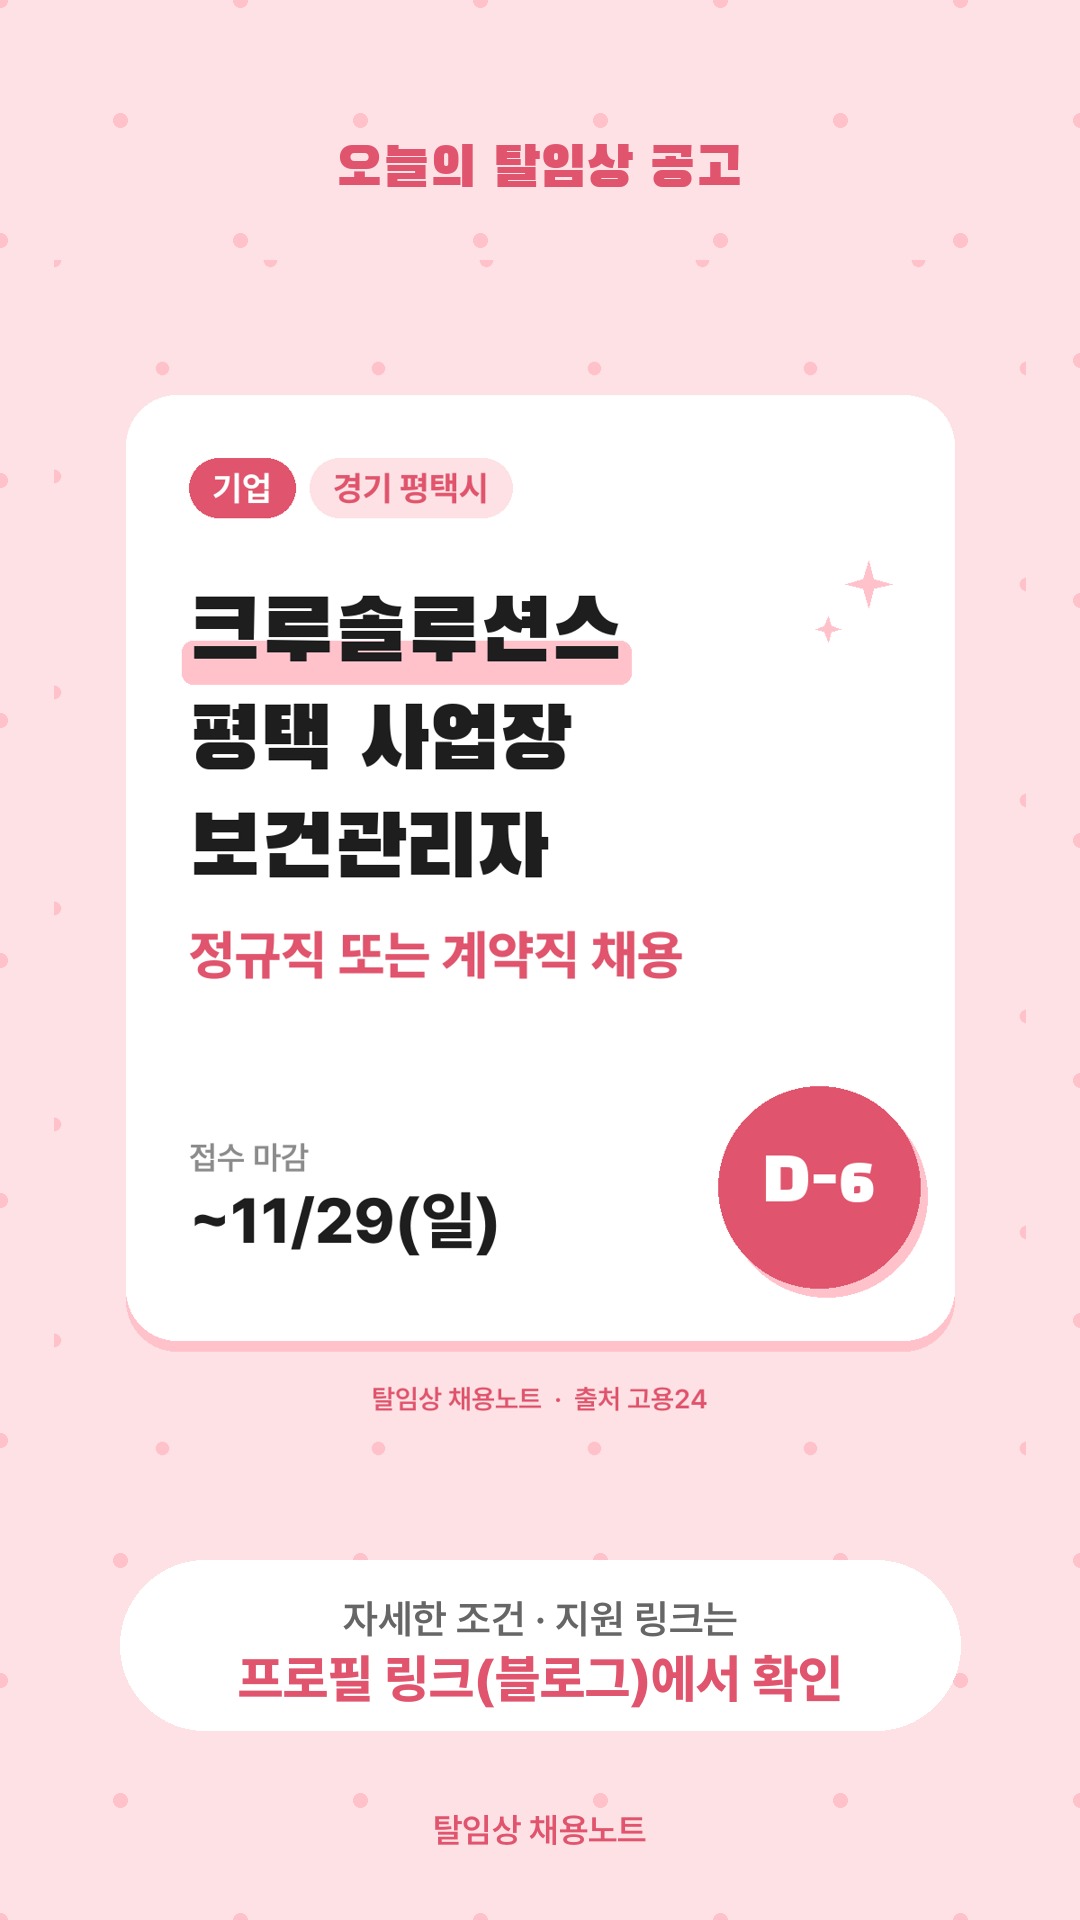 오늘의 탈임상 공고
기업 경기 평택시
크루솔루션스
평택 사업장
보건관리자
정규직 또는 계약직 채용
접수 마감
~11/29(일)
D-6
탈임상 채용노트 · 출처 고용24
자세한 조건 · 지원 링크는
프로필 링크(블로그)에서 확인
탈임상 채용노트